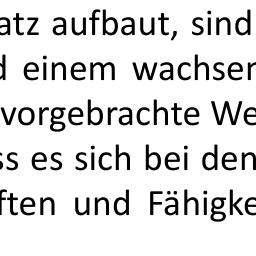 atz aufbaut, sind
d einem wachsen
vorgebrachte We
ss es sich bei den
ften und Fähigke